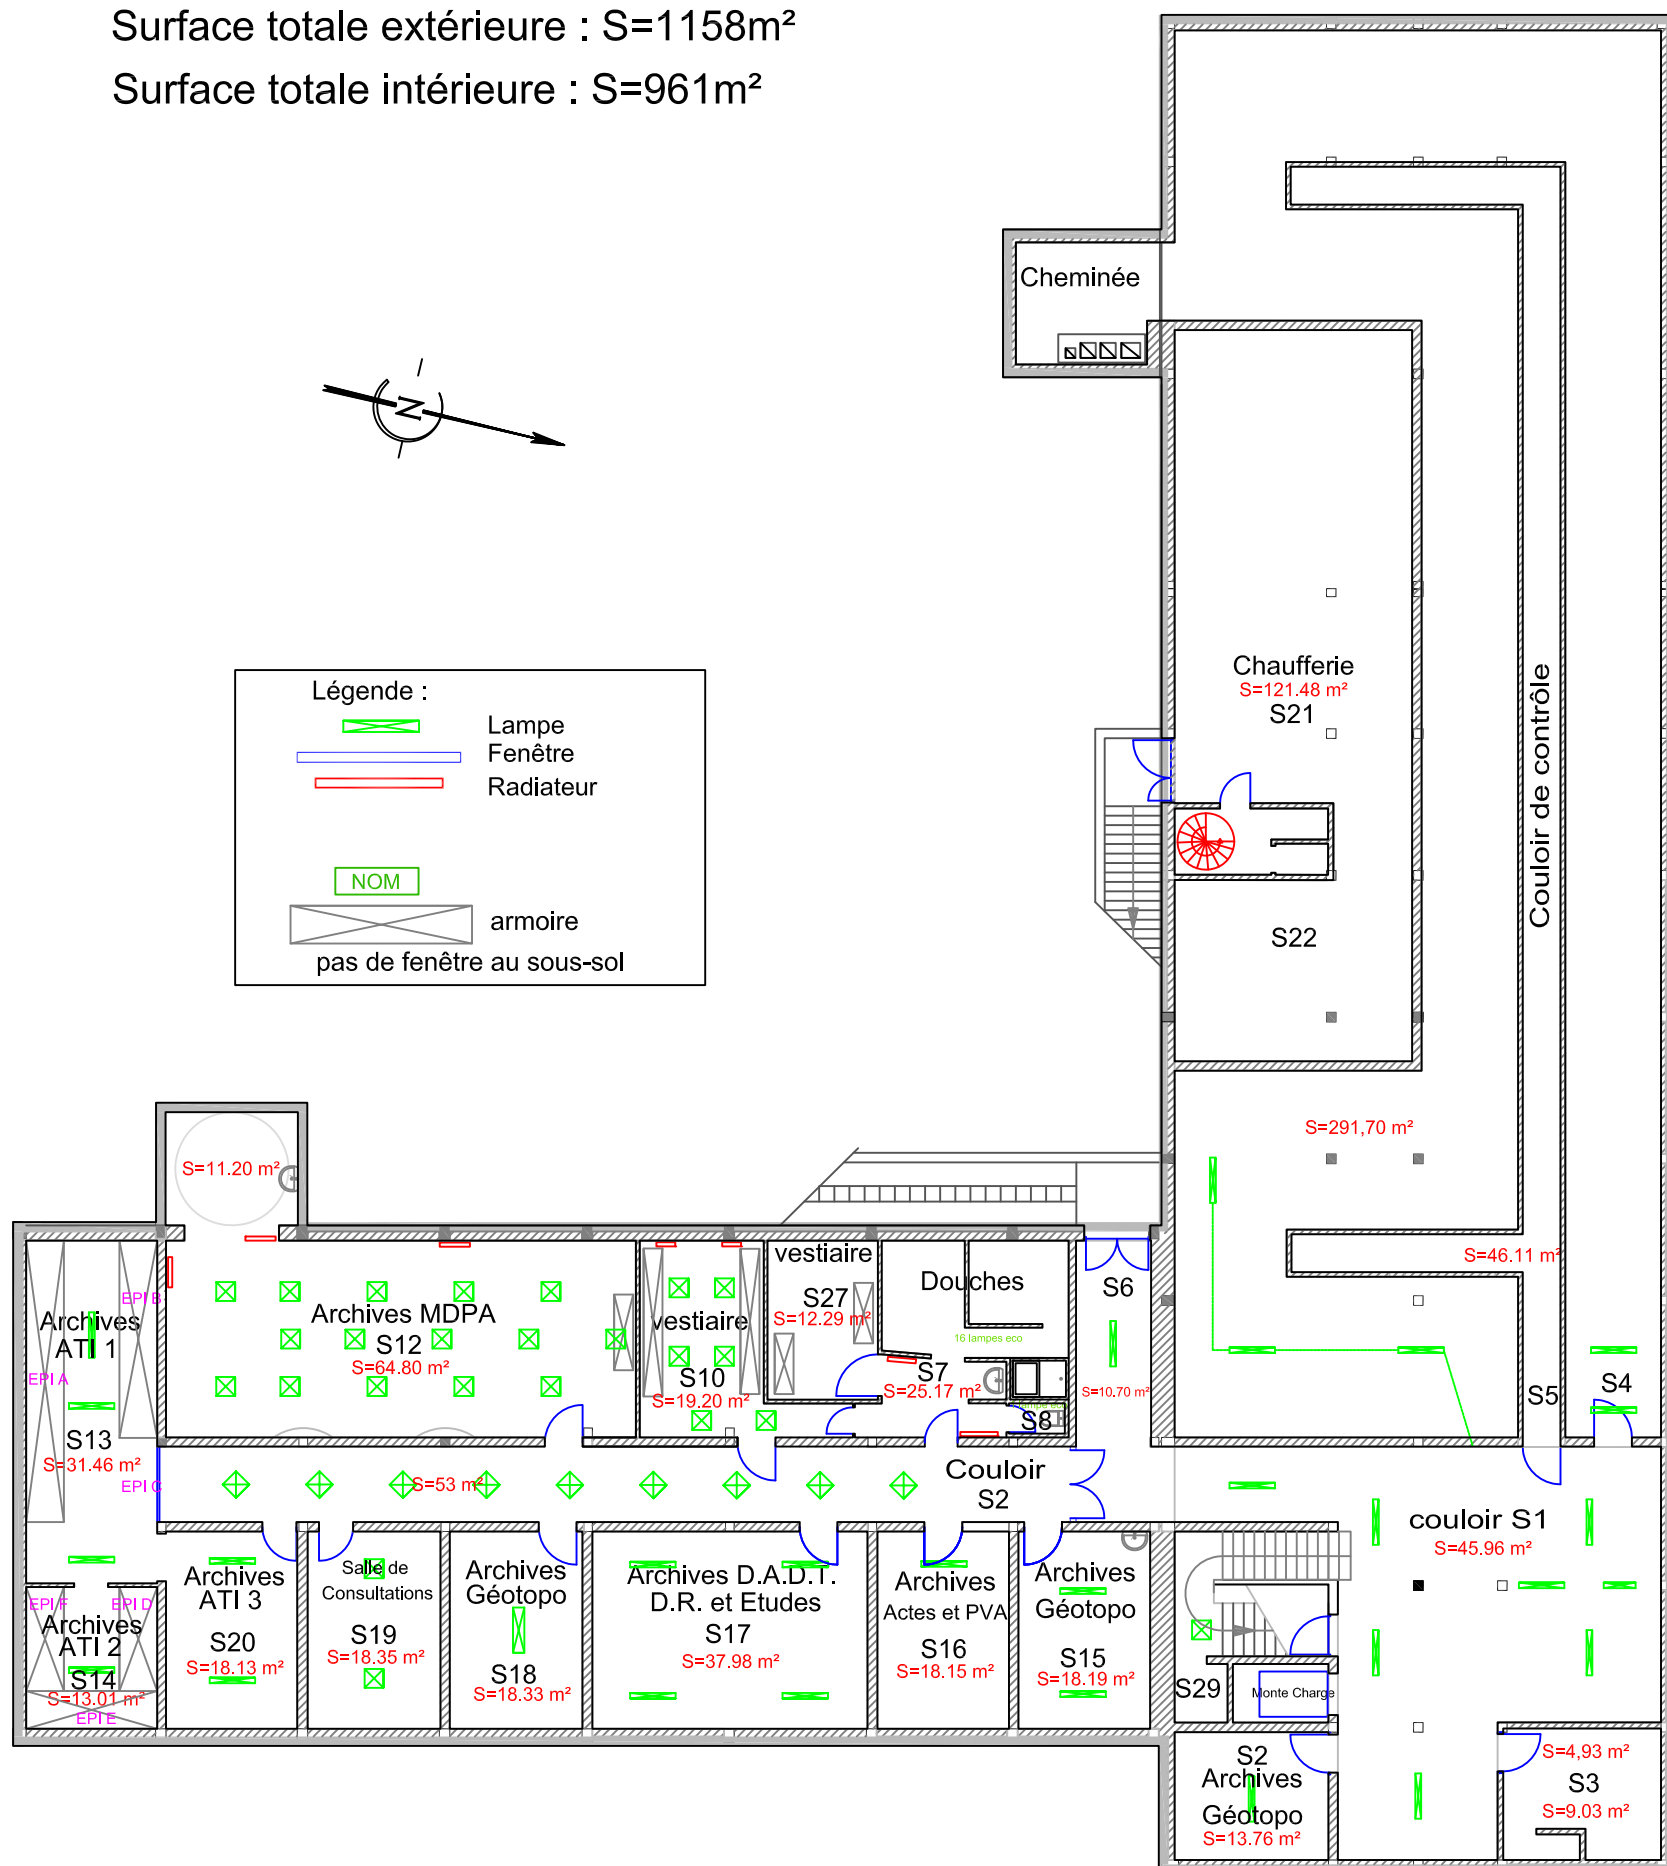 Surface totale extérieure : S=1158m²
Surface totale intérieure : S=961m²
Cheminée
N
Légende :
Lampe
Fenêtre
Radiateur
NOM
armoire
pas de fenêtre au sous-sol
Chaufferie
S=121.48 m²
S21
Couloir de contrôle
S22
S=291,70 m²
S=46.11 m²
S=11.20 m²
EPI B
Archives
ATI 1
EPI A
S13
S=31.46 m²
EPI C
Archives MDPA
S12
S=64.80 m²
vestiaire
S10
S=19.20 m²
vestiaire
S27
S=12.29 m²
Douches
16 lampes eco
S7
S=25.17 m²
lampe eco
S8
S6
S=10.70 m²
S5
S4
S=53 m²
Couloir
S2
couloir S1
S=45.96 m²
EPI F
EPI D
Archives
ATI 2
S14
S=13.01 m²
EPI E
Archives
ATI 3
S20
S=18.13 m²
Salle de
Consultations
S19
S=18.35 m²
Archives
Géotopo
S18
S=18.33 m²
Archives D.A.D.T.
D.R. et Etudes
S17
S=37.98 m²
Archives
Actes et PVA
S16
S=18.15 m²
Archives
Géotopo
S15
S=18.19 m²
S29
Monte Charge
S2
Archives
Géotopo
S=13.76 m²
S=4,93 m²
S3
S=9.03 m²